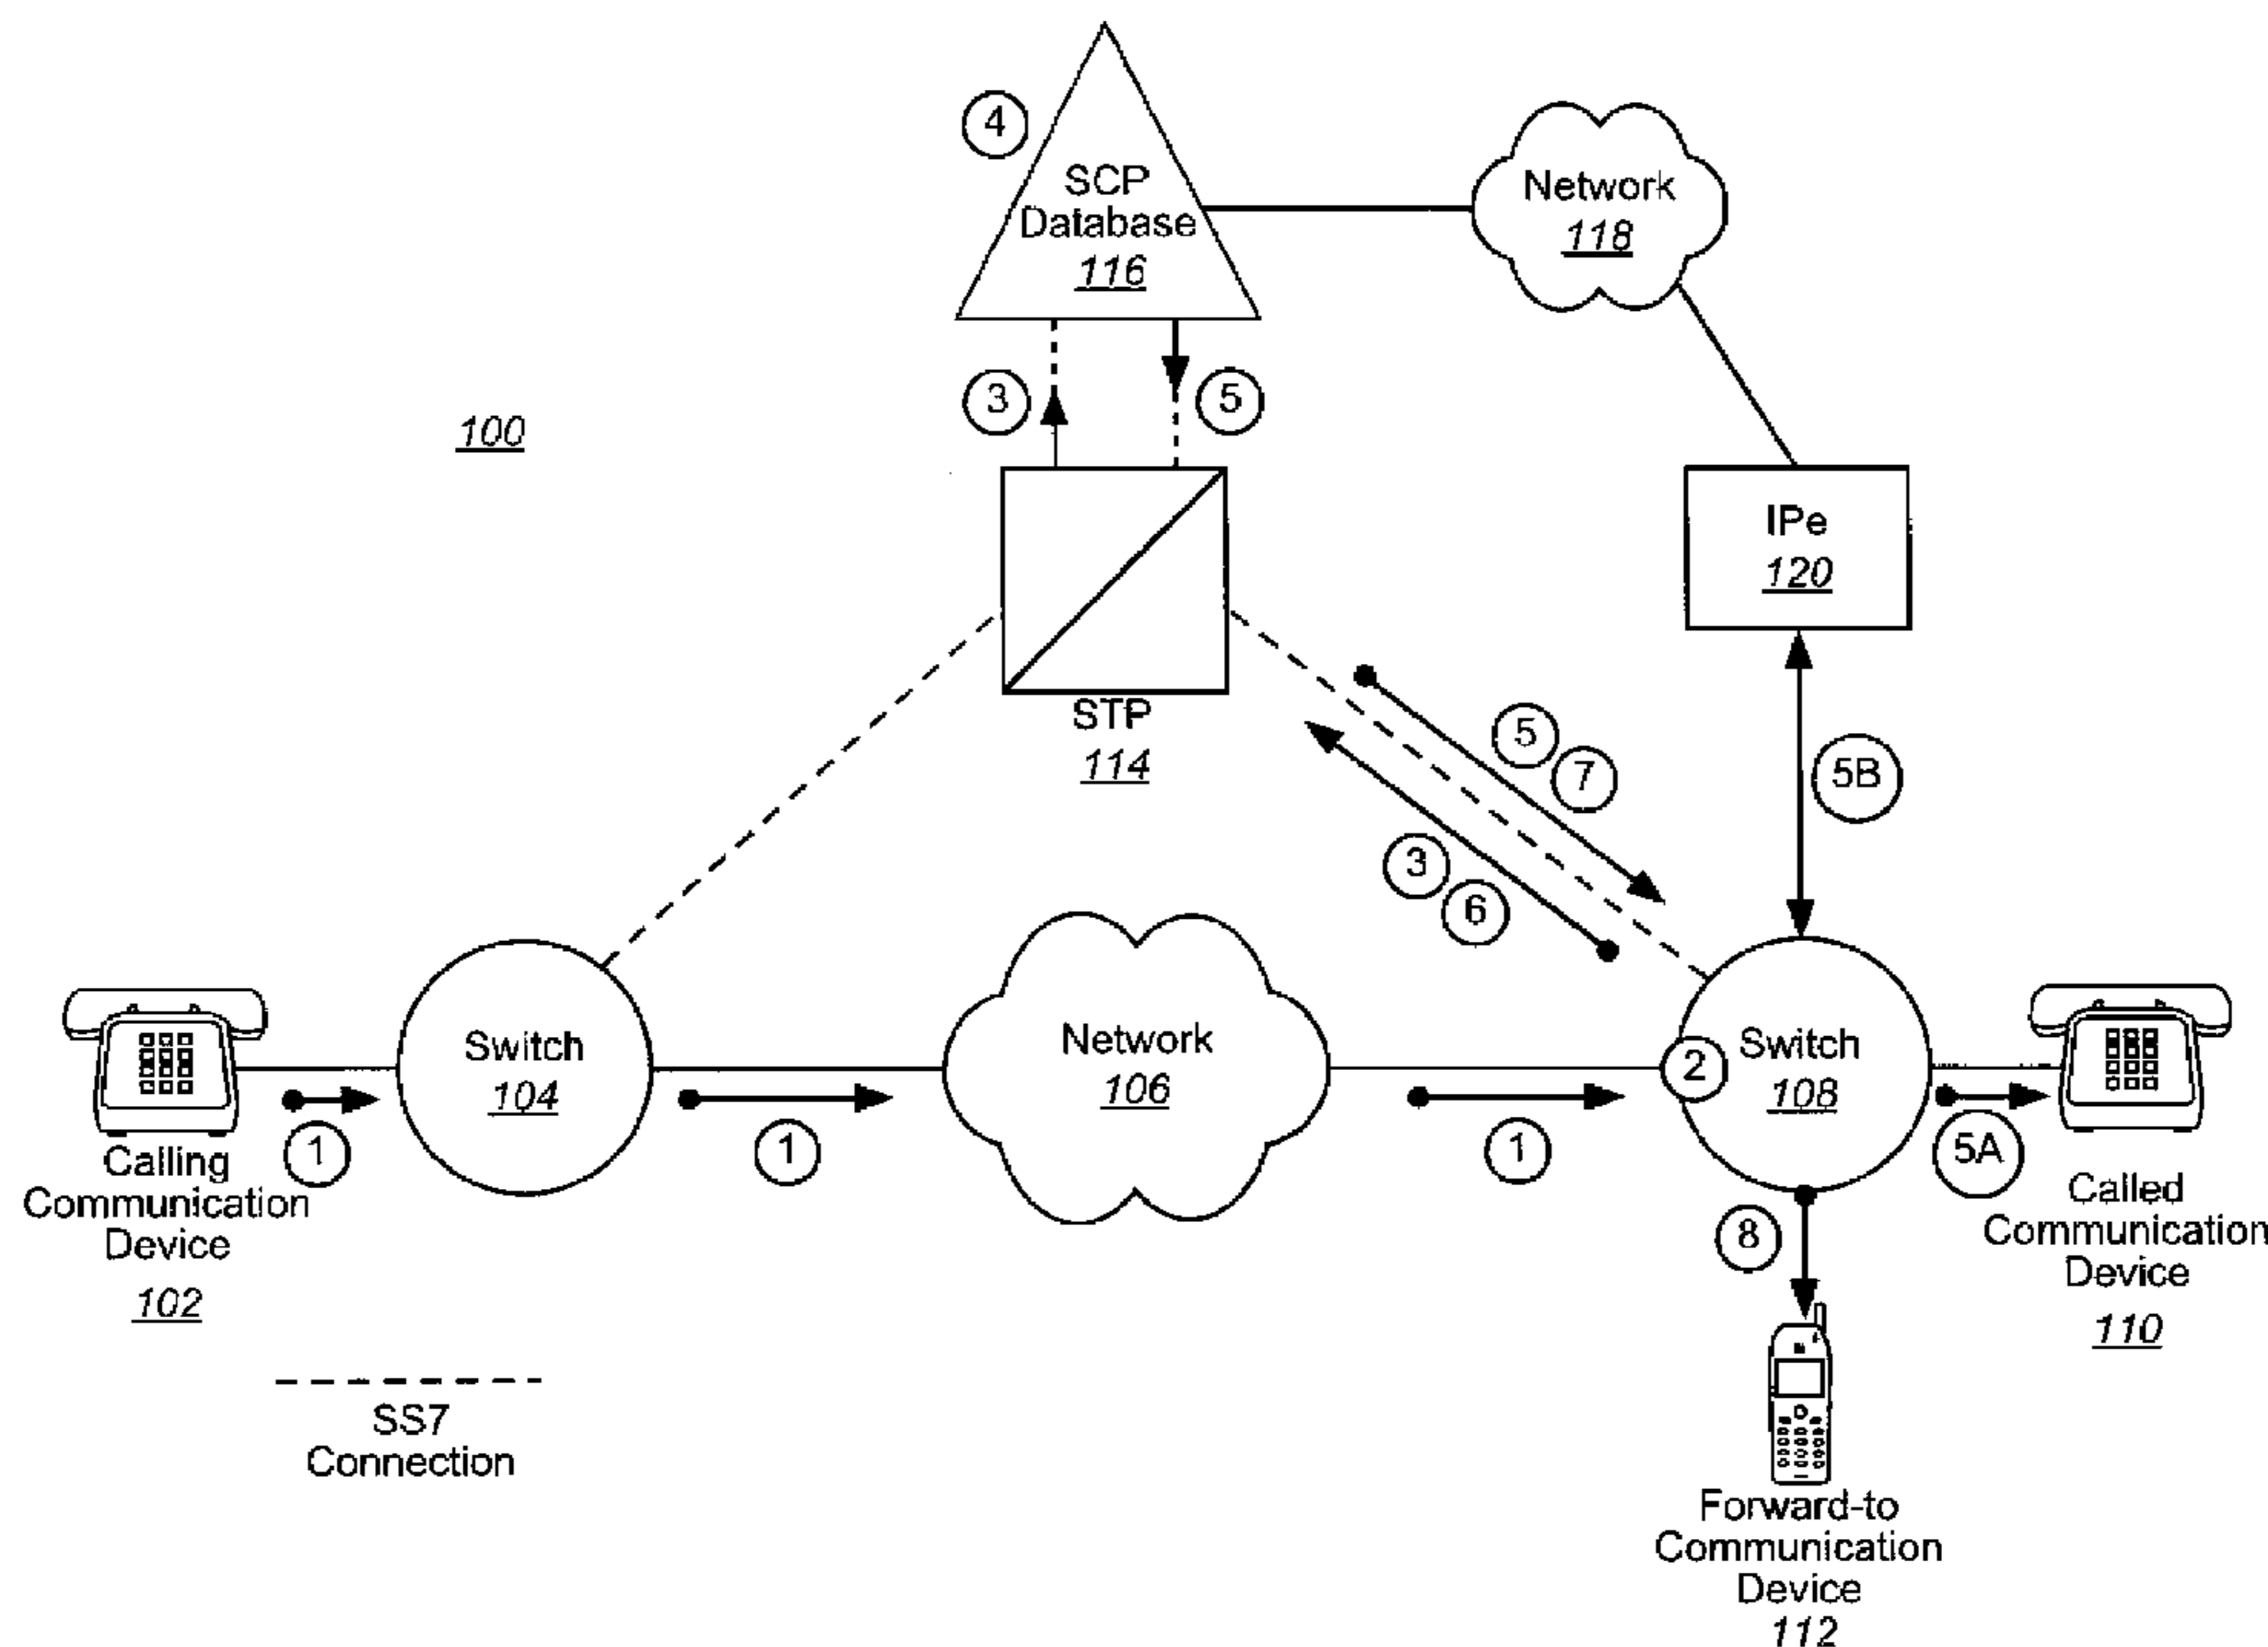 4
SCP
Database
116
Network
118
3
5
100
IPe
120
STP
114
5
7
5B
3
6
Switch
104
Network
106
2
Switch
108
1
1
1
5A
Calling
Communication
Device
102
8
Called
Communication
Device
110
SS7
Connection
Forward-to
Communication
Device
112